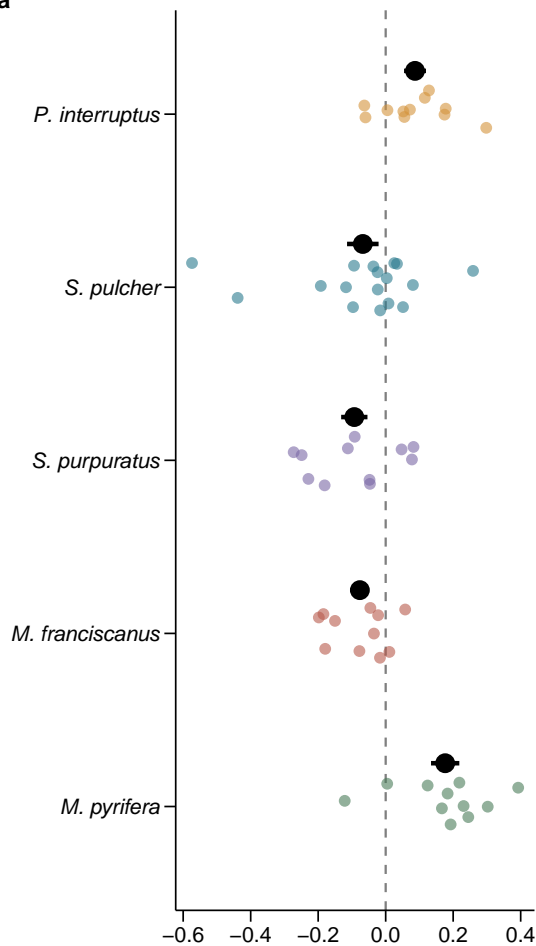 a
P. interruptus
S. pulcher
S. purpuratus
M. franciscanus
M. pyrifera
−0.6 −0.4 −0.2 0.0 0.2 0.4